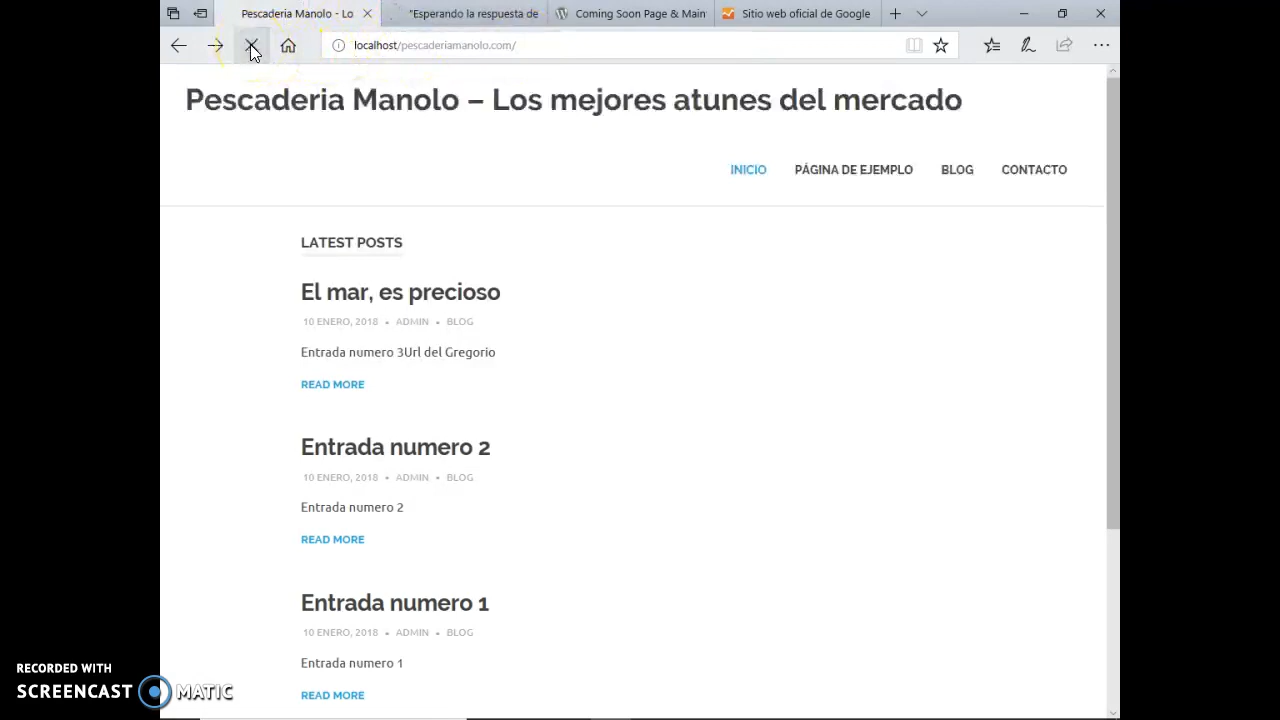 Pescaderia Manolo - Lo
"Esperando la respuesta de
Coming Soon Page & Main
Sitio web oficial de Google
localhost/pescaderiamanolo.com/
Pescaderia Manolo – Los mejores atunes del mercado
INICIO PÁGINA DE EJEMPLO BLOG CONTACTO
LATEST POSTS
El mar, es precioso
10 ENERO, 2018 • ADMIN • BLOG
Entrada numero 3Url del Gregorio
READ MORE
Entrada numero 2
10 ENERO, 2018 • ADMIN • BLOG
Entrada numero 2
READ MORE
Entrada numero 1
10 ENERO, 2018 • ADMIN • BLOG
Entrada numero 1
READ MORE
RECORDED WITH
SCREENCAST MATIC